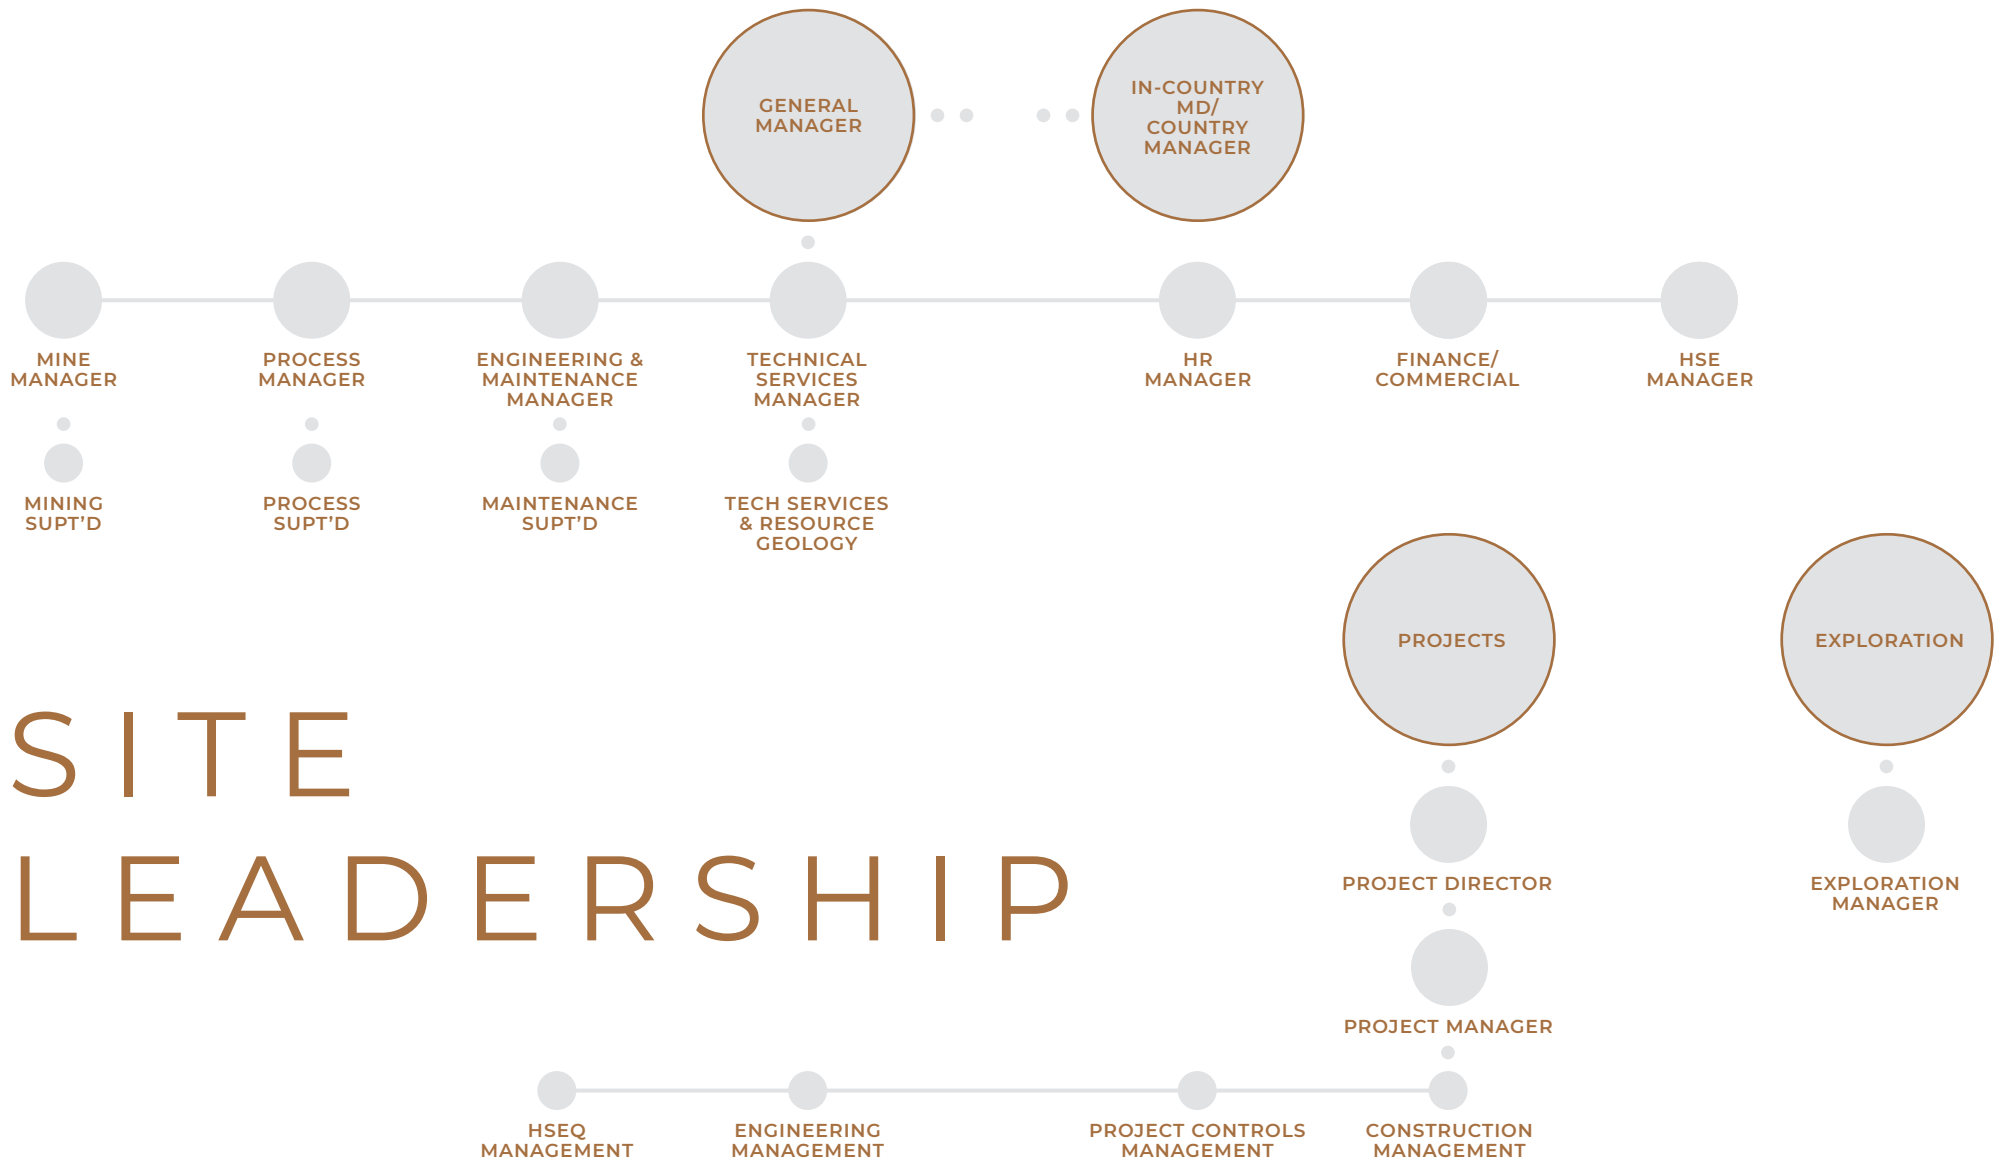 GENERAL
MANAGER
IN-COUNTRY
MD/
COUNTRY
MANAGER
MINE
MANAGER
PROCESS
MANAGER
ENGINEERING &
MAINTENANCE
MANAGER
TECHNICAL
SERVICES
MANAGER
HR
MANAGER
FINANCE/
COMMERCIAL
HSE
MANAGER
MINING
SUPT’D
PROCESS
SUPT’D
MAINTENANCE
SUPT’D
TECH SERVICES
& RESOURCE
GEOLOGY
PROJECTS
EXPLORATION
SITE
LEADERSHIP
PROJECT DIRECTOR
EXPLORATION
MANAGER
PROJECT MANAGER
HSEQ
MANAGEMENT
ENGINEERING
MANAGEMENT
PROJECT CONTROLS
MANAGEMENT
CONSTRUCTION
MANAGEMENT